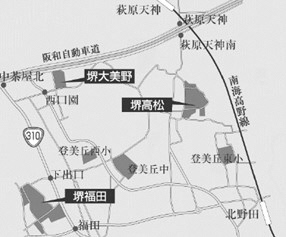 萩原天神
萩原天神
萩原天神南
阪和自動車道
中茶屋北
堺大美野
西口園
堺高松
南海高野線
310
登美丘西小
登美丘中
登美丘東小
下出口
堺福田
北野田
福田